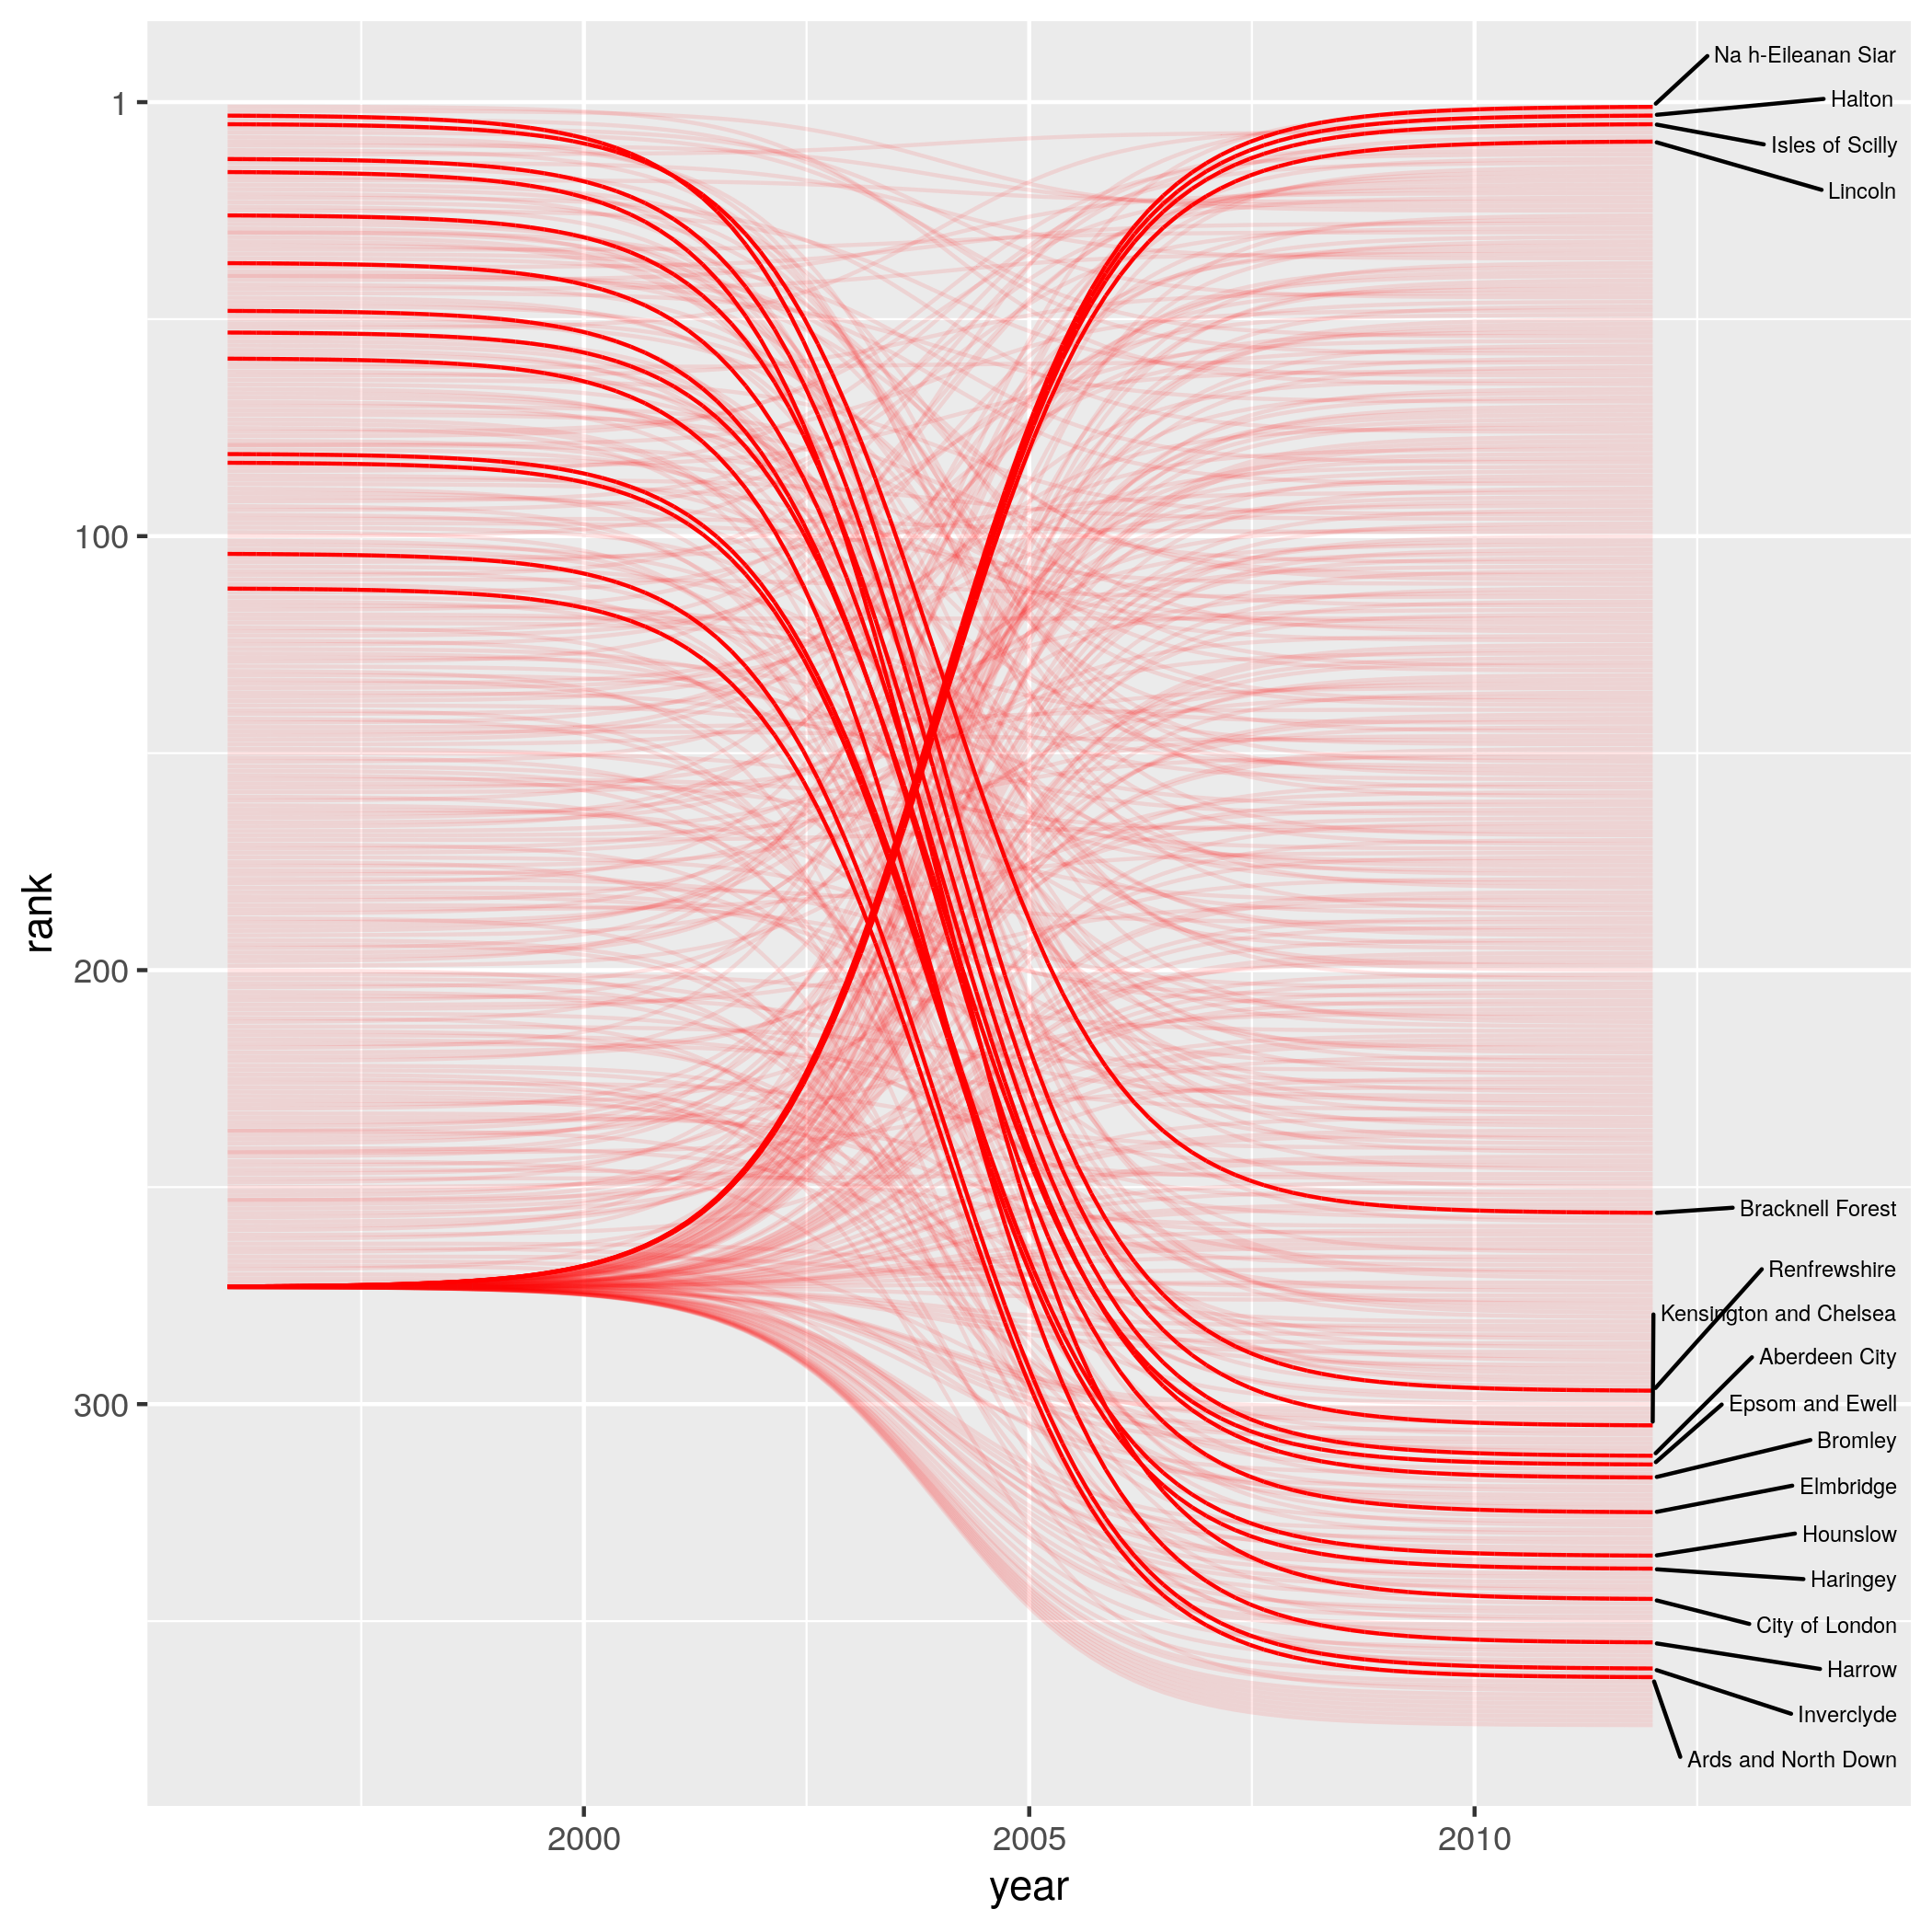 Na h-Eileanan Siar
1
Halton
Isles of Scilly
Lincoln
100
rank
200
Bracknell Forest
Renfrewshire
Kensington and Chelsea
Aberdeen City
300
Epsom and Ewell
Bromley
Elmbridge
Hounslow
Haringey
City of London
Harrow
Inverclyde
Ards and North Down
2000 2005 2010
year